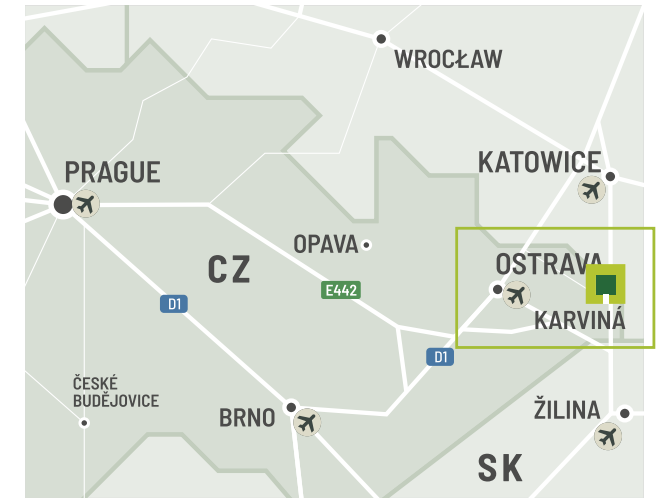 WROCŁAW
KATOWICE
PRAGUE
OPAVA
CZ
OSTRAVA
E442
D1
KARVINÁ
D1
ČESKÉ
BUDĚJOVICE
BRNO
ŽILINA
SK